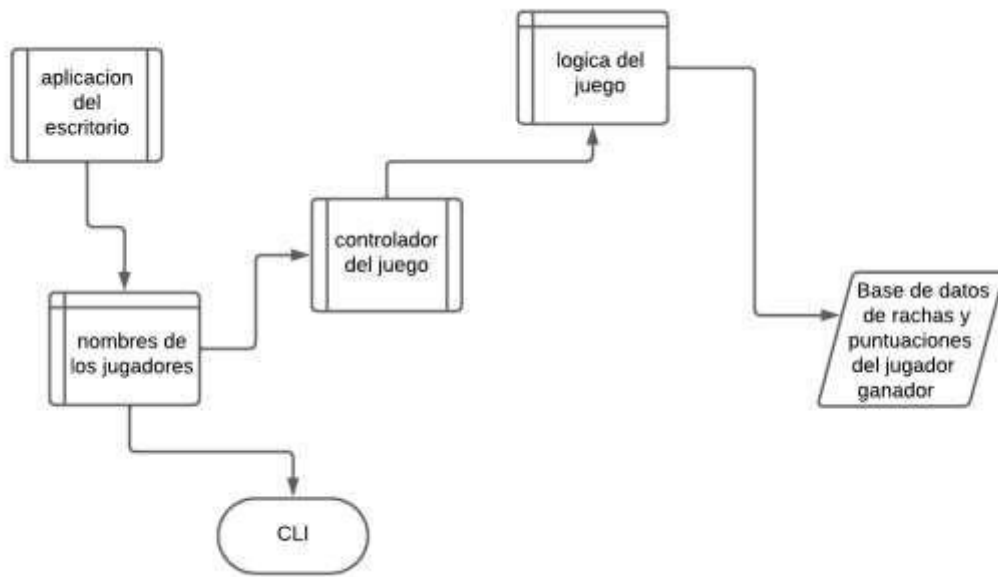 aplicacion
del
escritorio
logica del
juego
controlador
del juego
nombres de
los jugadores
Base de datos
de rachas y
puntuaciones
del jugador
ganador
CLI